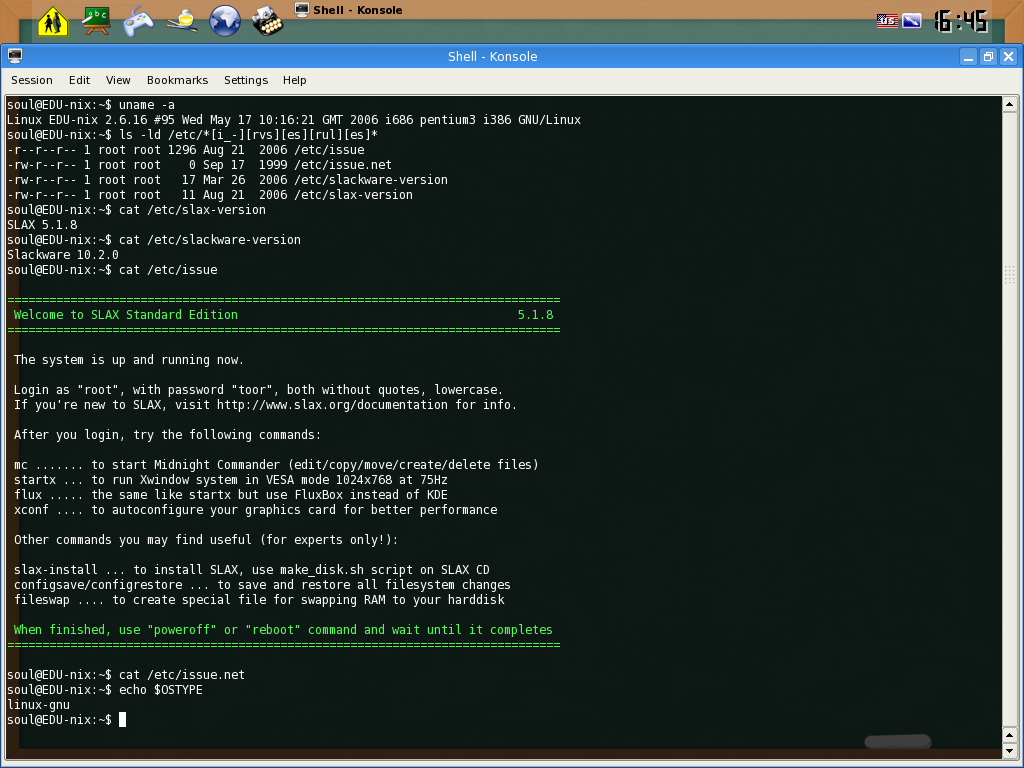 abc
Shell - Konsole
us
16:45
Shell - Konsole
Session Edit View Bookmarks Settings Help
soul@EDU-nix:~$ uname -a
Linux EDU-nix 2.6.16 #95 Wed May 17 10:16:21 GMT 2006 i686 pentium3 i386 GNU/Linux
soul@EDU-nix:~$ ls -ld /etc/*[i_-][rvs][es][rul][es]*
-r--r--r-- 1 root root 1296 Aug 21  2006 /etc/issue
-rw-r--r-- 1 root root    0 Sep 17  1999 /etc/issue.net
-rw-r--r-- 1 root root   17 Mar 26  2006 /etc/slackware-version
-rw-r--r-- 1 root root   11 Aug 21  2006 /etc/slax-version
soul@EDU-nix:~$ cat /etc/slax-version
SLAX 5.1.8
soul@EDU-nix:~$ cat /etc/slackware-version
Slackware 10.2.0
soul@EDU-nix:~$ cat /etc/issue
===============================================================================
Welcome to SLAX Standard Edition                                        5.1.8
===============================================================================
The system is up and running now.
Login as "root", with password "toor", both without quotes, lowercase.
If you're new to SLAX, visit http://www.slax.org/documentation for info.
After you login, try the following commands:
mc ....... to start Midnight Commander (edit/copy/move/create/delete files)
startx ... to run Xwindow system in VESA mode 1024x768 at 75Hz
flux ..... the same like startx but use FluxBox instead of KDE
xconf .... to autoconfigure your graphics card for better performance
Other commands you may find useful (for experts only!):
slax-install ... to install SLAX, use make_disk.sh script on SLAX CD
configsave/configrestore ... to save and restore all filesystem changes
fileswap .... to create special file for swapping RAM to your harddisk
When finished, use "poweroff" or "reboot" command and wait until it completes
===============================================================================
soul@EDU-nix:~$ cat /etc/issue.net
soul@EDU-nix:~$ echo $OSTYPE
linux-gnu
soul@EDU-nix:~$